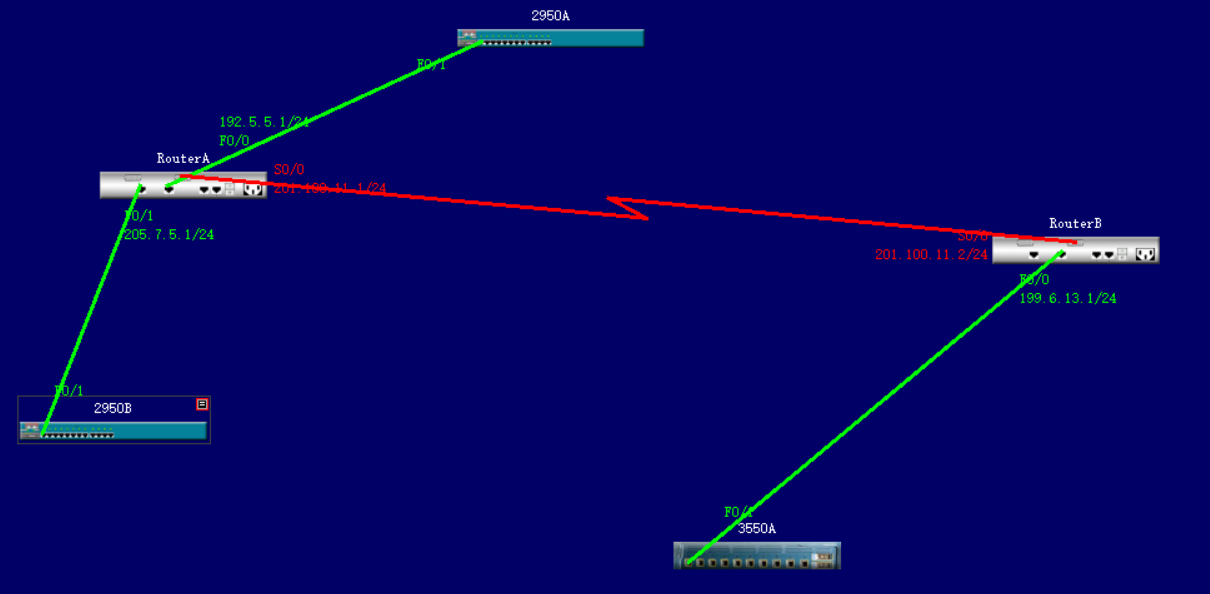 2950A
F0/1
192.5.5.1/24
F0/0
RouterA
S0/0
201.100.11.1/24
F0/1
205.7.5.1/24
RouterB
S0/0
201.100.11.2/24
F0/0
199.6.13.1/24
F0/1
2950B
F0/1
3550A